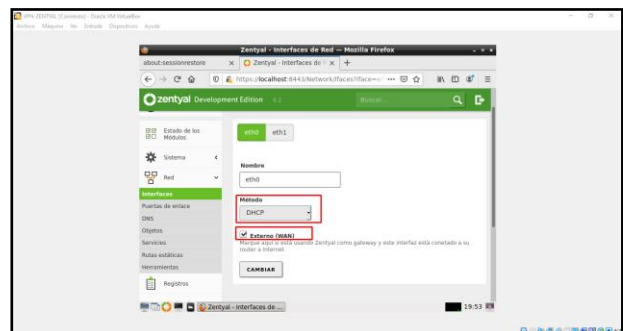 VPN-ZENTYAL [Corriendo] - Oracle VM VirtualBox
Archivo Máquina Ver Entrada Dispositivos Ayuda
Zentyal - Interfaces de Red — Mozilla Firefox
about:sessionrestore
Zentyal - Interfaces de
https://localhost:8443/Network/Ifaces?iface=
zentyal Development Edition 6.2
Buscar...
Estado de los
Módulos
Sistema
Red
Interfaces
Puertas de enlace
DNS
Objetos
Servicios
Rutas estáticas
Herramientas
Registros
eth0 eth1
Nombre
eth0
Método
DHCP
Externo (WAN)
Marque aquí si está usando Zentyal como gateway y este interfaz está conectado a su
router a Internet.
CAMBIAR
Zentyal - Interfaces de ...
19:53